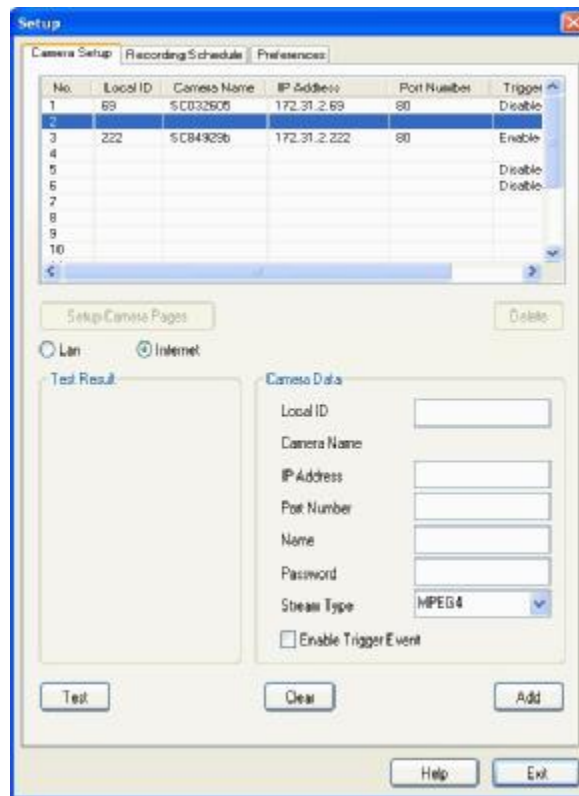 Setup
Camera Setup Recording Schedule Preferences
No. Local ID Camera Name IP Address Port Number Trigger
1 69 SC032605 172.31.2.69 80 Disable
2
3 222 SC849296 172.31.2.222 80 Enable
4
5 Disable
6 Disable
7
8
9
10
Setup Camera Pages Delete
Lan Internet
Test Result Camera Data
Local ID
Camera Name
IP Address
Port Number
Name
Password
Stream Type MPEG4
Enable Trigger Event
Test Clear Add
Help Exit